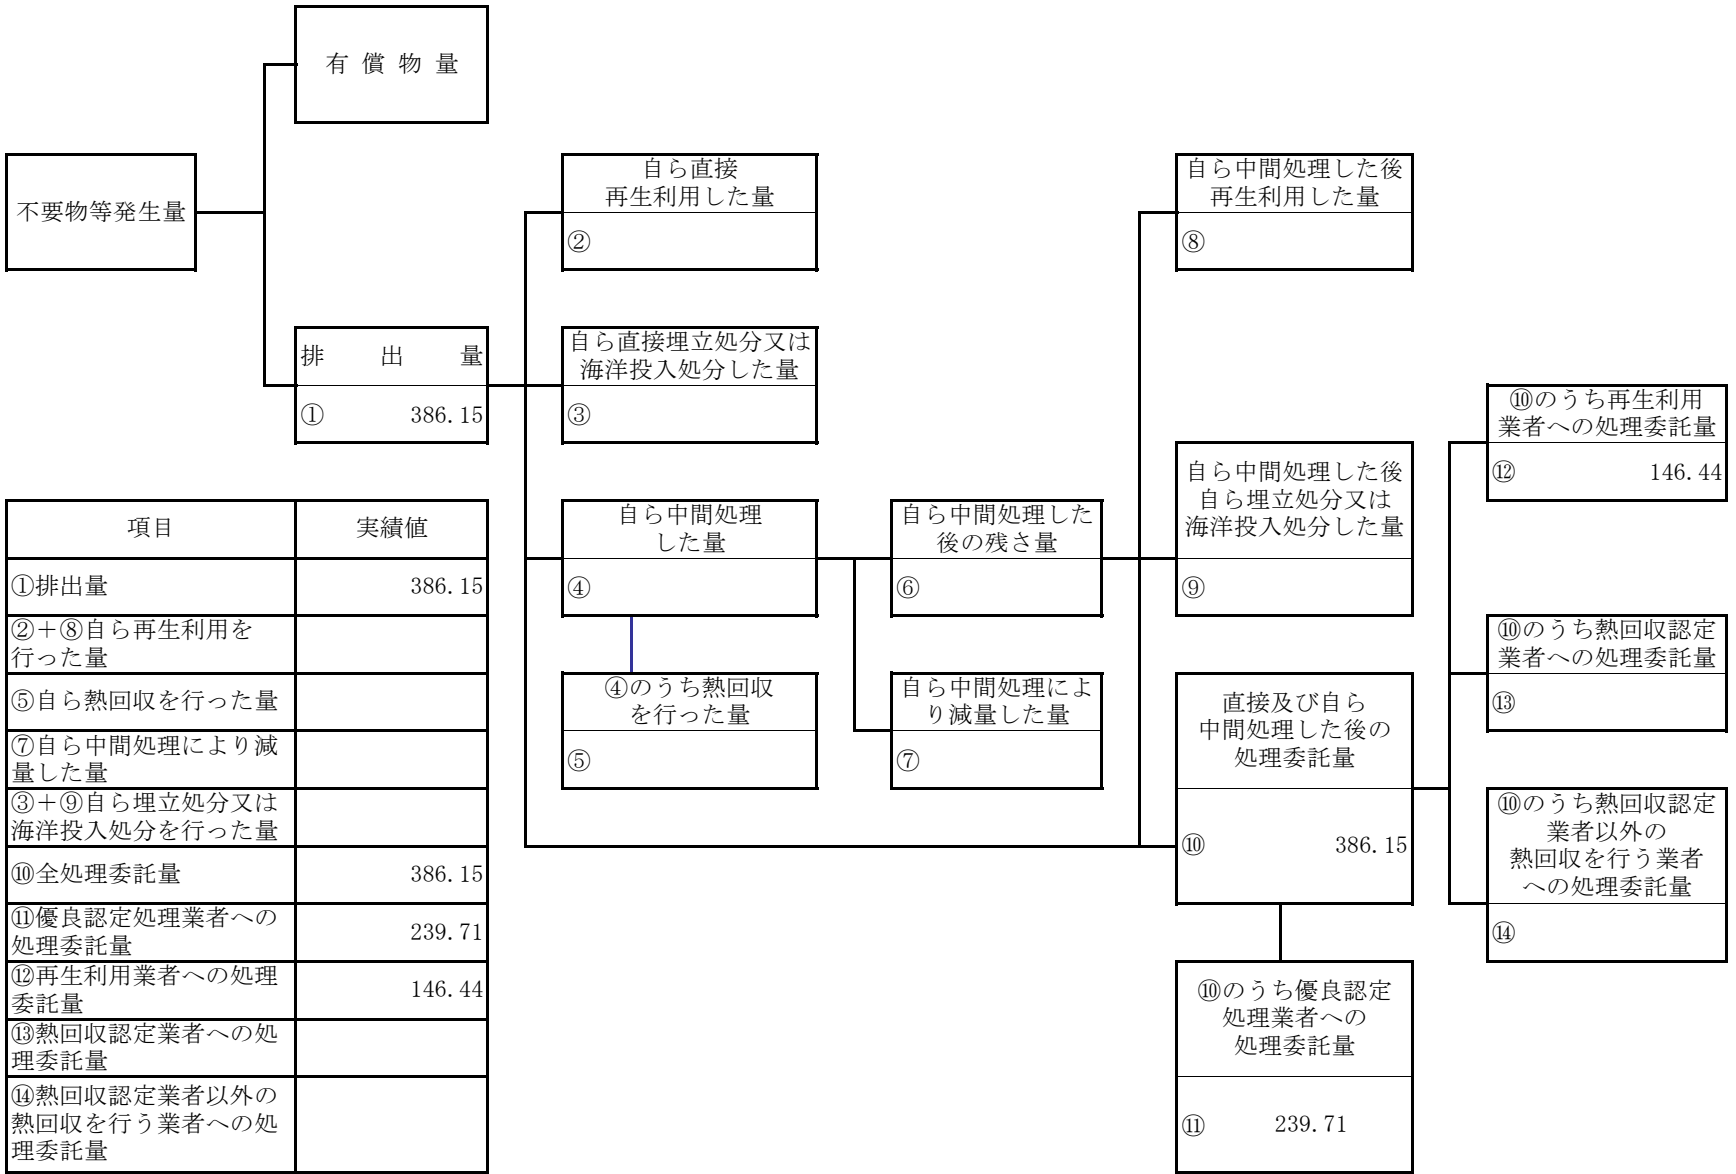 有償物量
不要物等発生量
自ら直接
再生利用した量
②
自ら中間処理した後
再生利用した量
⑧
排出量
① 386.15
自ら直接埋立処分又は
海洋投入処分した量
③
⑩のうち再生利用
業者への処理委託量
⑫ 146.44
自ら中間処理
した量
④
自ら中間処理した
後の残さ量
⑥
自ら中間処理した後
自ら埋立処分又は
海洋投入処分した量
⑨
④のうち熱回収
を行った量
⑤
自ら中間処理によ
り減量した量
⑦
直接及び自ら
中間処理した後の
処理委託量
⑩ 386.15
⑩のうち熱回収認定
業者への処理委託量
⑬
⑩のうち熱回収認定
業者以外の
熱回収を行う業者
への処理委託量
⑭
⑩のうち優良認定
処理業者への
処理委託量
⑪ 239.71
項目 実績値
①排出量 386.15
②＋⑧自ら再生利用を
行った量
⑤自ら熱回収を行った量
⑦自ら中間処理により減
量した量
③＋⑨自ら埋立処分又は
海洋投入処分を行った量
⑩全処理委託量 386.15
⑪優良認定処理業者への
処理委託量 239.71
⑫再生利用業者への処理
委託量 146.44
⑬熱回収認定業者への処
理委託量
⑭熱回収認定業者以外の
熱回収を行う業者への処
理委託量